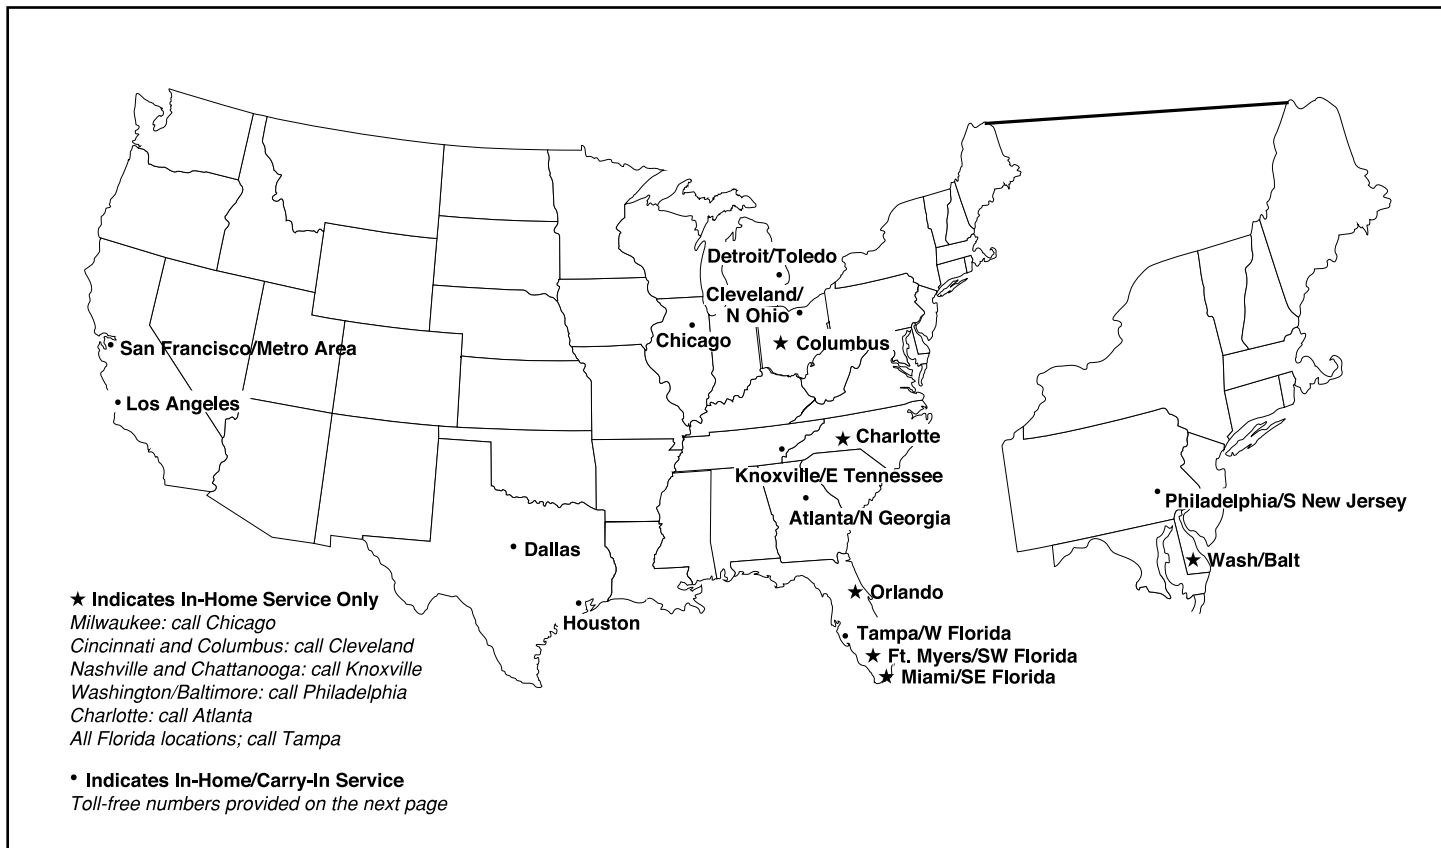 Detroit/Toledo
Cleveland/
N Ohio
Chicago
Columbus
San Francisco/Metro Area
Los Angeles
Charlotte
Knoxville/E Tennessee
Atlanta/N Georgia
Philadelphia/S New Jersey
Dallas
Wash/Balt
Houston
Orlando
Tampa/W Florida
Ft. Myers/SW Florida
Miami/SE Florida
★ Indicates In-Home Service Only
Milwaukee: call Chicago
Cincinnati and Columbus: call Cleveland
Nashville and Chattanooga: call Knoxville
Washington/Baltimore: call Philadelphia
Charlotte: call Atlanta
All Florida locations; call Tampa
• Indicates In-Home/Carry-In Service
Toll-free numbers provided on the next page